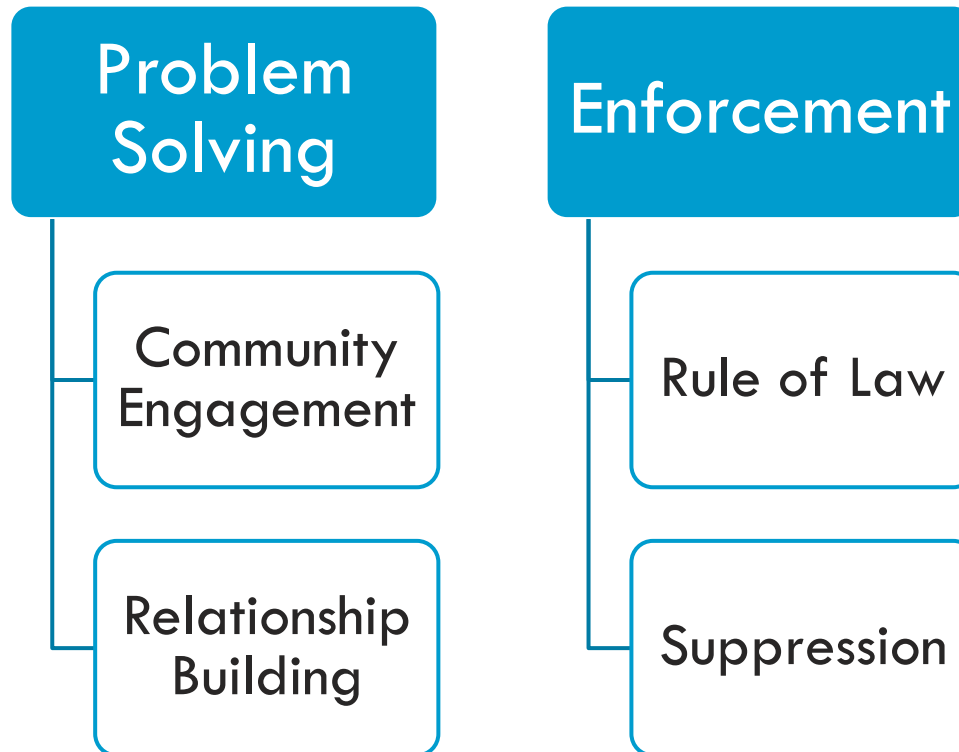 Problem
Solving
Community
Engagement
Relationship
Building
Enforcement
Rule of Law
Suppression